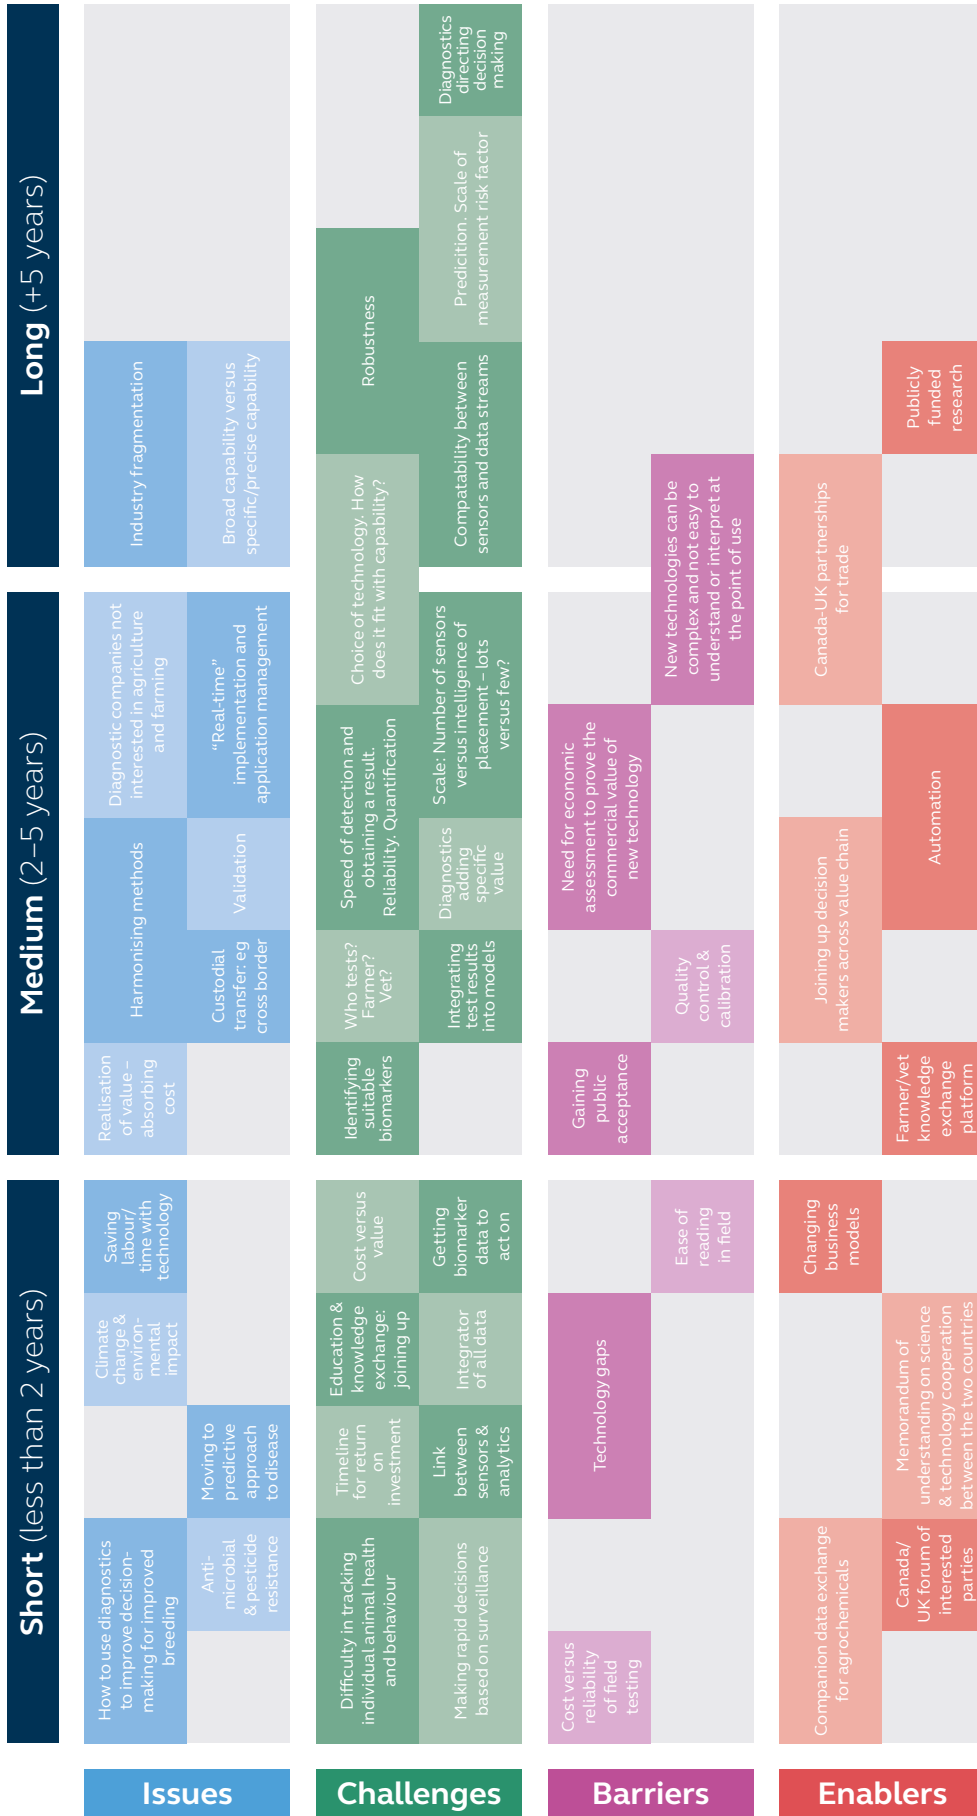 Short (less than 2 years)
Medium (2–5 years)
Long (+5 years)
Issues
How to use diagnostics
to improve decision-
making for improved
breeding
Climate
change &
environ-
mental
impact
Saving
labour/
time with
technology
Realisation
of value –
absorbing
cost
Harmonising methods
Diagnostic companies not
interested in agriculture
and farming
Industry fragmentation
Anti-
microbial
& pesticide
resistance
Moving to
predictive
approach
to disease
Custodial
transfer: eg
cross border
Validation
“Real-time”
implementation and
application management
Broad capability versus
specific/precise capability
Challenges
Difficulty in tracking
individual animal health
and behaviour
Timeline
for return
on
investment
Education &
knowledge
exchange:
joining up
Cost versus
value
Identifying
suitable
biomarkers
Who tests?
Farmer?
Vet?
Speed of detection and
obtaining a result.
Reliability. Quantification
Choice of technology. How
does it fit with capability?
Robustness
Making rapid decisions
based on surveillance
Link
between
sensors &
analytics
Integrator
of all data
Getting
biomarker
data to
act on
Integrating
test results
into models
Diagnostics
adding
specific
value
Scale: Number of sensors
versus intelligence of
placement – lots
versus few?
Compatability between
sensors and data streams
Predicition. Scale of
measurement risk factor
Diagnostics
directing
decision
making
Barriers
Cost versus
reliability
of field
testing
Technology gaps
Gaining
public
acceptance
Need for economic
assessment to prove the
commercial value of
new technology
Ease of
reading
in field
Quality
control &
calibration
New technologies can be
complex and not easy to
understand or interpret at
the point of use
Enablers
Companion data exchange
for agrochemicals
Changing
business
models
Joining up decision
makers across value chain
Canada-UK partnerships
for trade
Canada/
UK forum of
interested
parties
Memorandum of
understanding on science
& technology cooperation
between the two countries
Farmer/vet
knowledge
exchange
platform
Automation
Publicly
funded
research